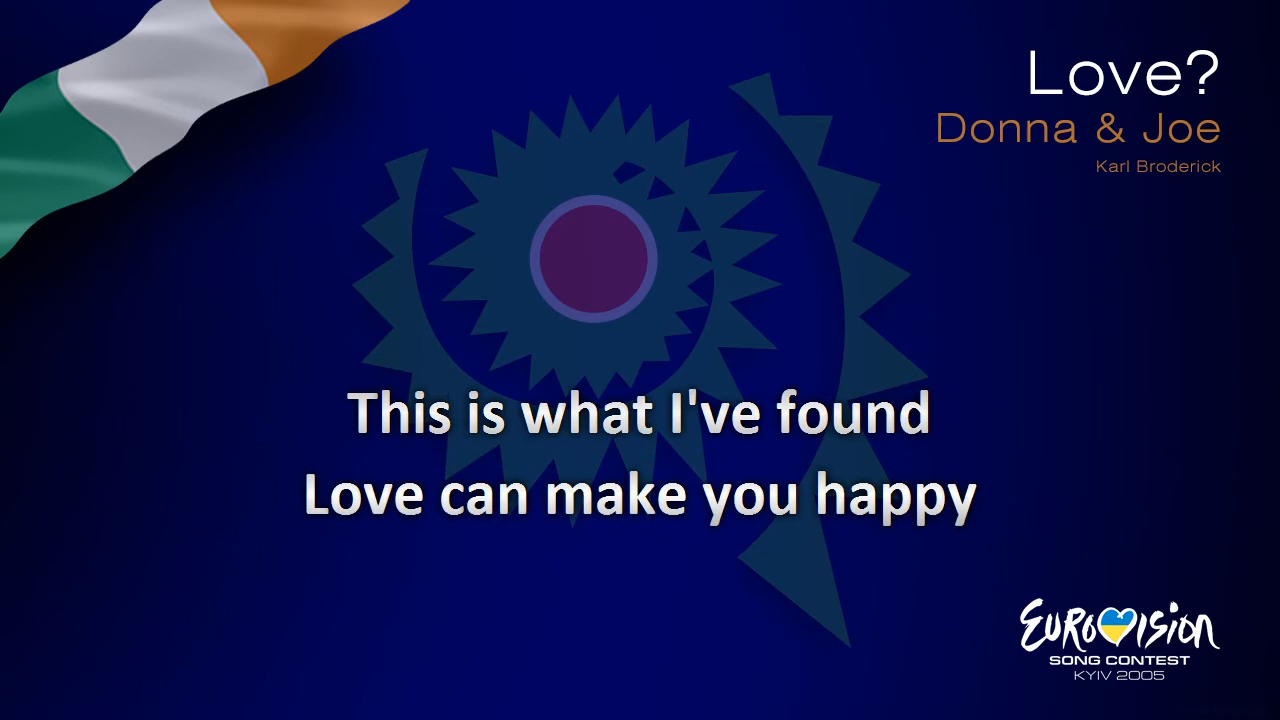 Love?
Donna & Joe
Karl Broderick
This is what I've found
Love can make you happy
EUROVISION
SONG CONTEST
KYIV 2005